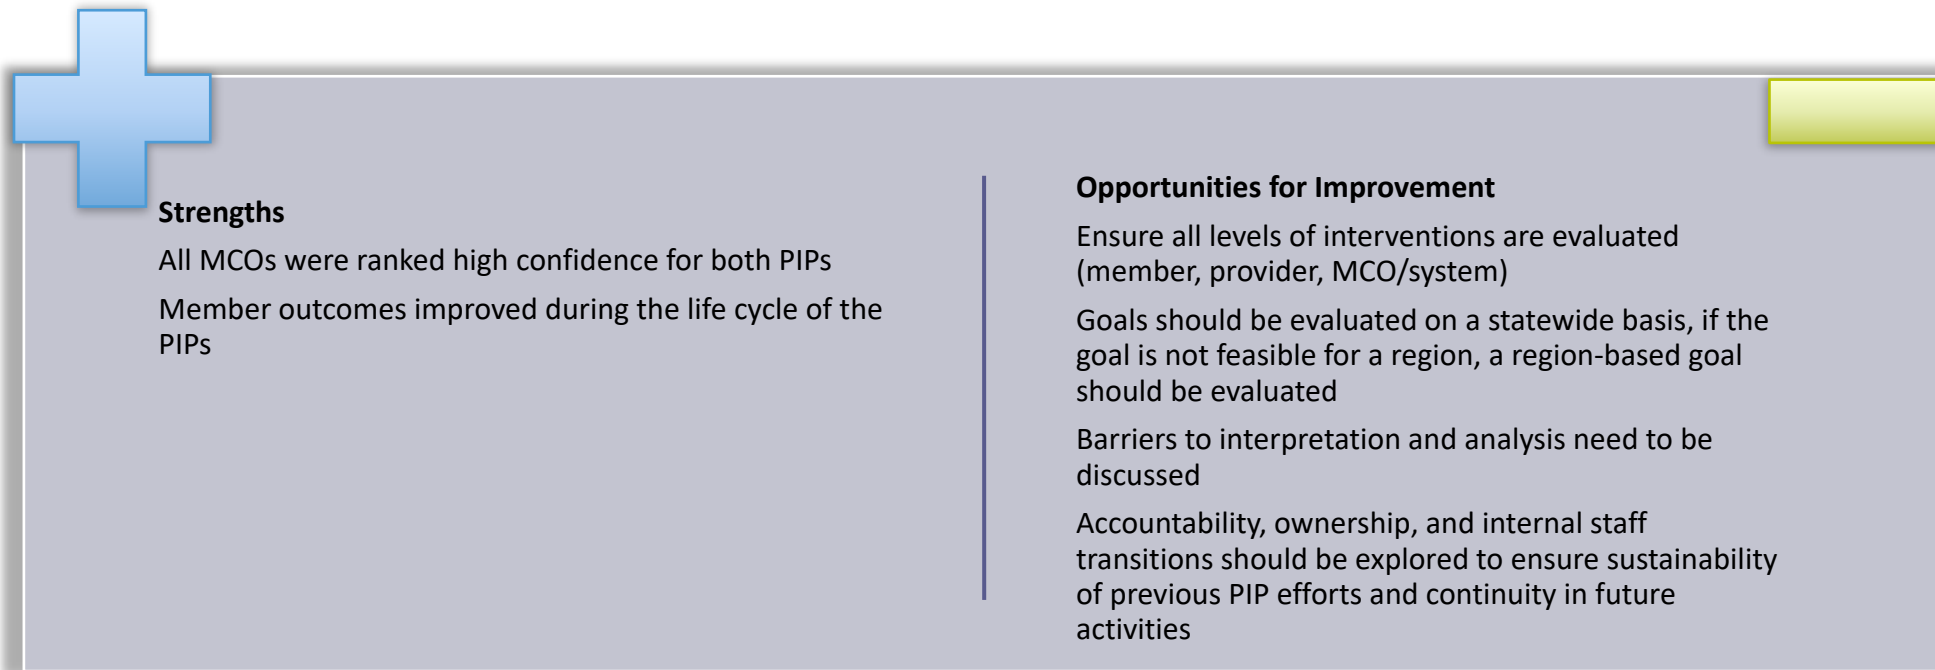 Strengths
All MCOs were ranked high confidence for both PIPs
Member outcomes improved during the life cycle of the
PIPs
Opportunities for Improvement
Ensure all levels of interventions are evaluated
(member, provider, MCO/system)
Goals should be evaluated on a statewide basis, if the
goal is not feasible for a region, a region-based goal
should be evaluated
Barriers to interpretation and analysis need to be
discussed
Accountability, ownership, and internal staff
transitions should be explored to ensure sustainability
of previous PIP efforts and continuity in future
activities